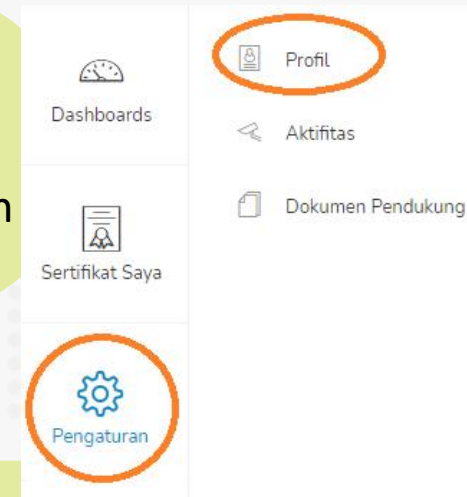 Dashboards
n
Sertifikat Saya
Pengaturan
Profil
Aktifitas
Dokumen Pendukung